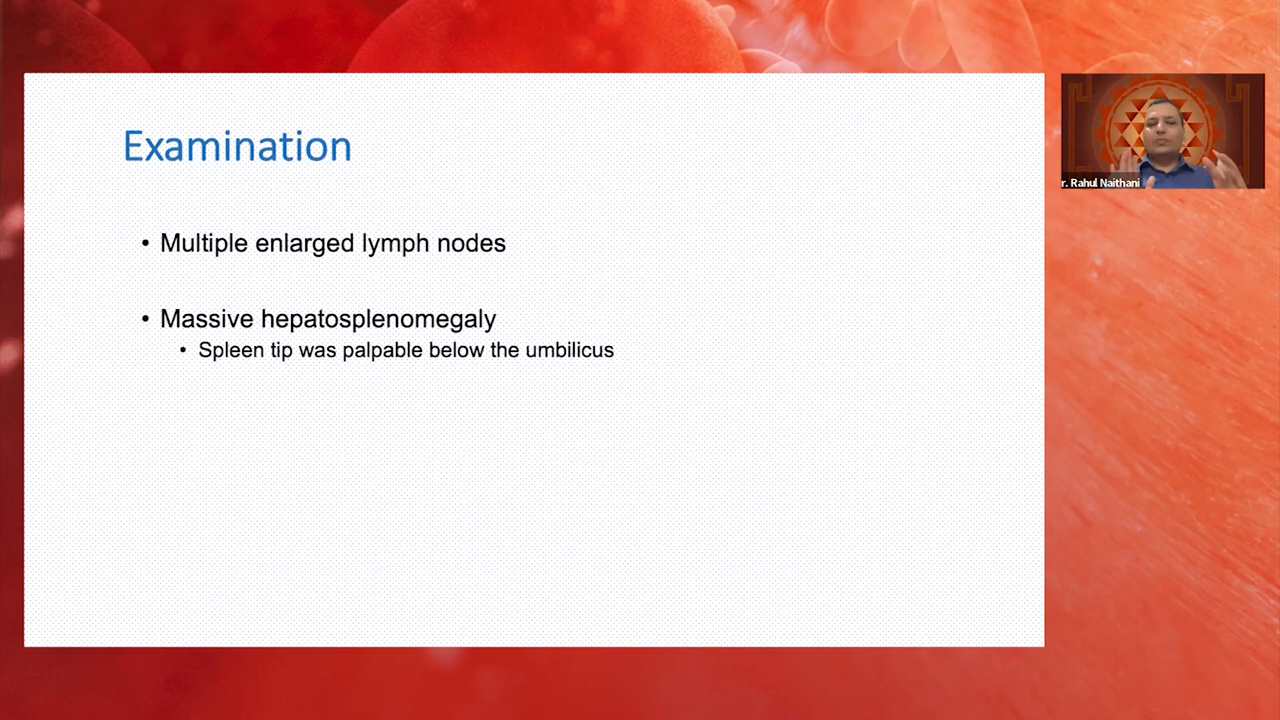 Examination
• Multiple enlarged lymph nodes
• Massive hepatosplenomegaly
• Spleen tip was palpable below the umbilicus
r. Rahul Naithani